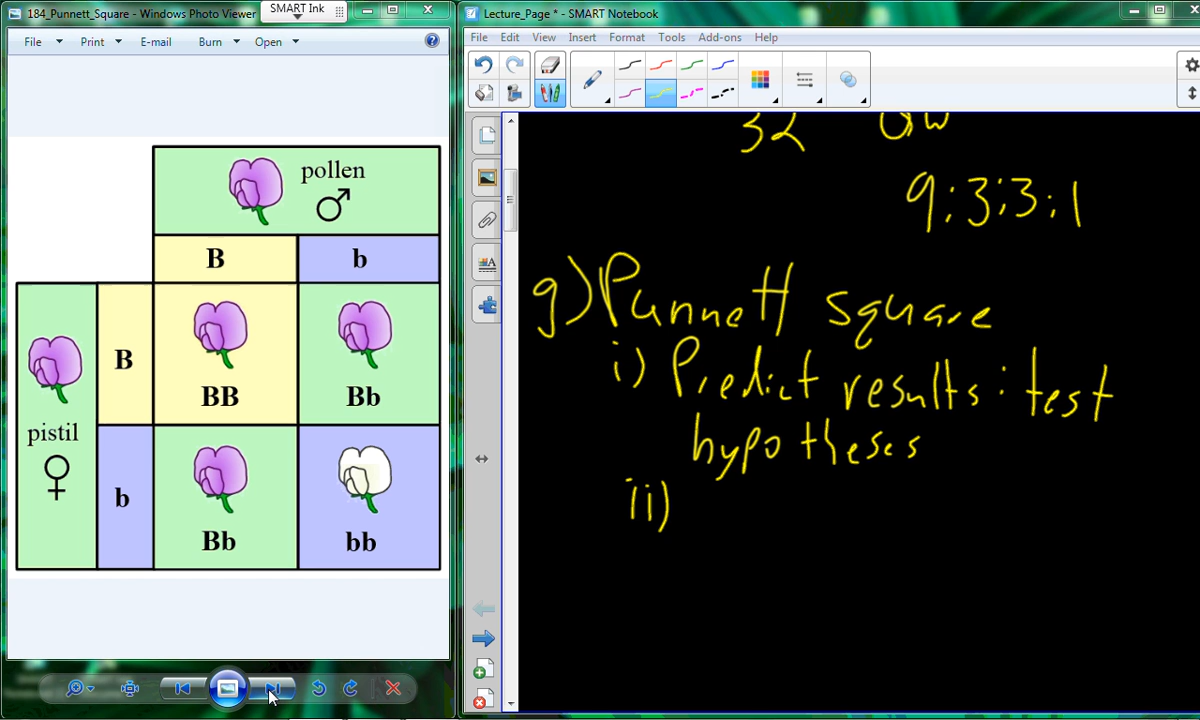 184_Punnett_Square - Windows Photo Viewer
SMART Ink
File Print E-mail Burn Open
pollen
♂
B b
pistil
♀
B
BB Bb
b
Bb bb
Lecture_Page * - SMART Notebook
File Edit View Insert Format Tools Add-ons Help
32
9:3:3:1
g) Punnett square
i) Predict results: test
hypotheses
ii)